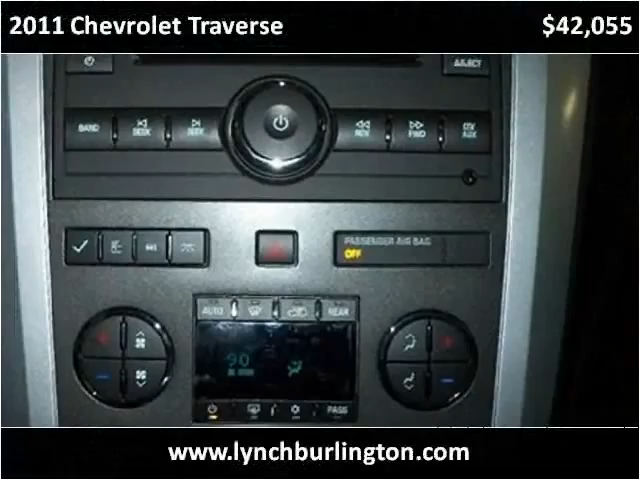 2011 Chevrolet Traverse $42,055
BAND SEEK SEEK REV FWD
AUX
PASSENGER AIR BAG
OFF
AUTO REAR
90
PASS
www.lynchburlington.com